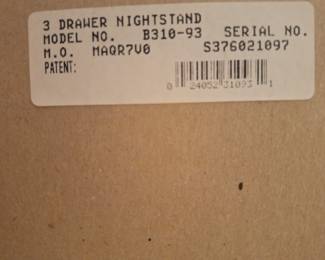 3 DRAWER NIGHTSTAND
MODEL NO. B310-93 SERIAL NO.
M.O. MAQR7V0 S376021097
PATENT:
0 24052 31093 1